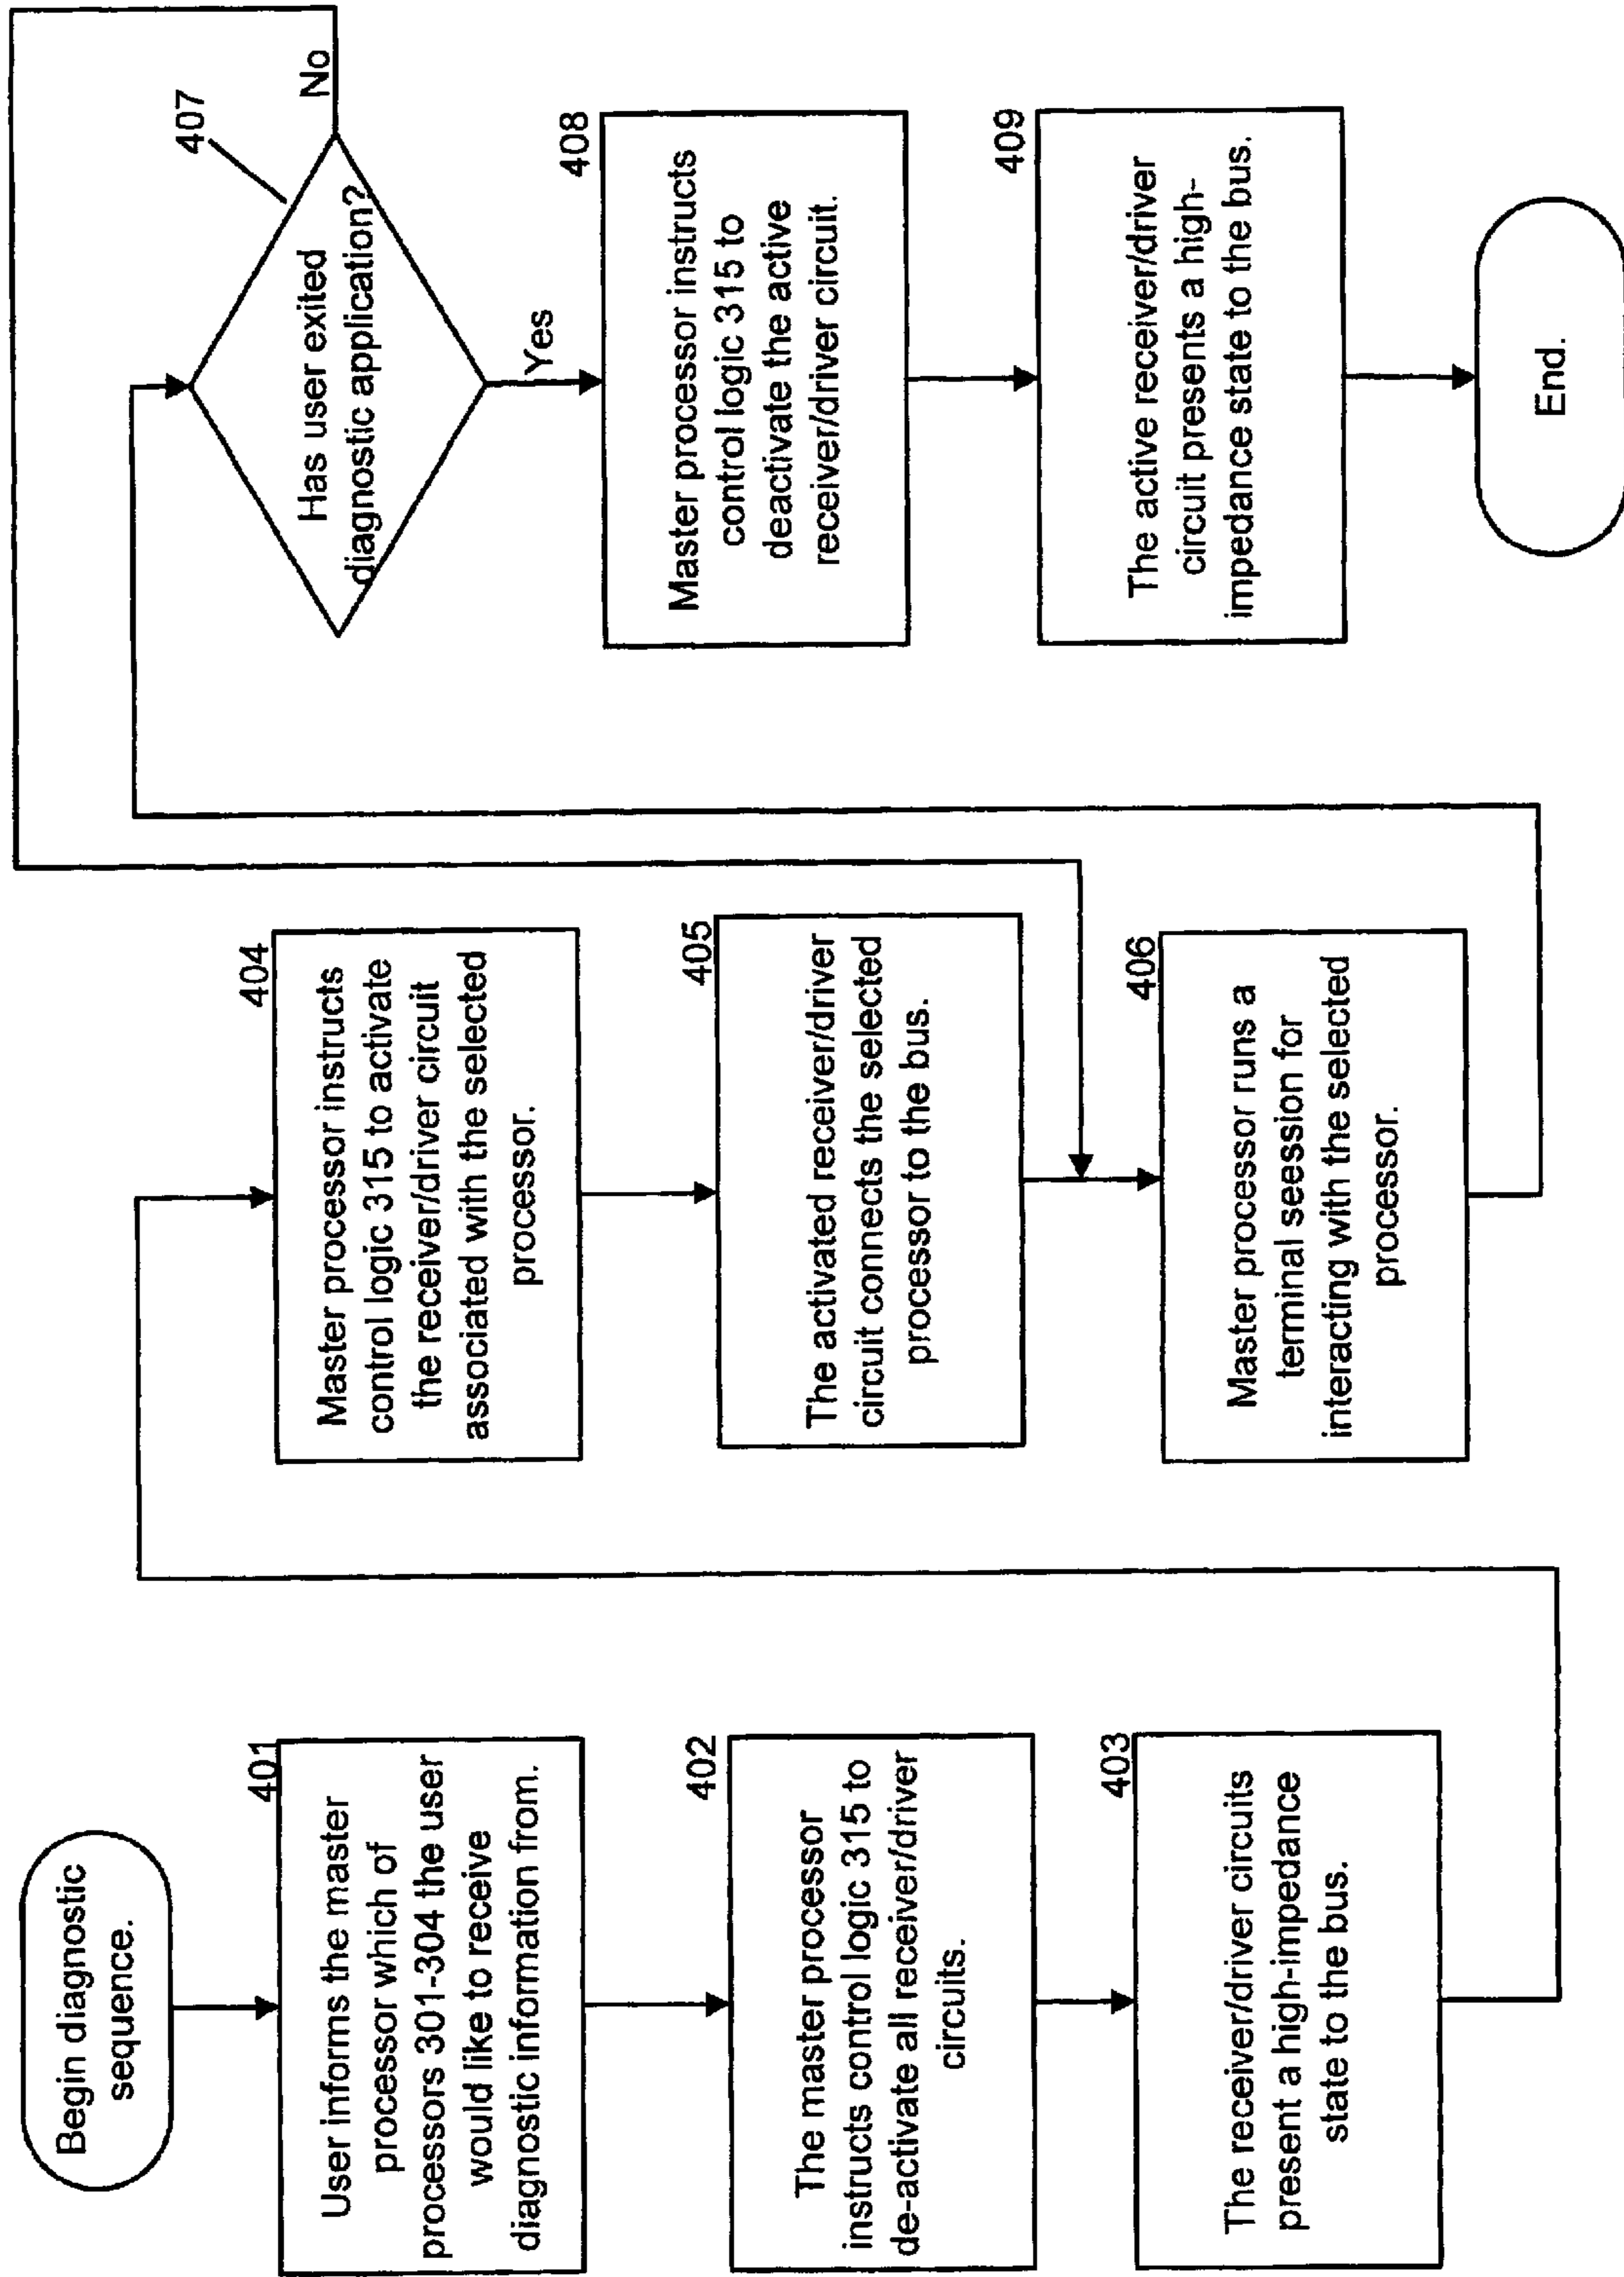 Begin diagnostic
sequence.
401
User informs the master
processor which of
processors 301-304 the user
would like to receive
diagnostic information from.
402
The master processor
instructs control logic 315 to
de-activate all receiver/driver
circuits.
403
The receiver/driver circuits
present a high-impedance
state to the bus.
404
Master processor instructs
control logic 315 to activate
the receiver/driver circuit
associated with the selected
processor.
405
The activated receiver/driver
circuit connects the selected
processor to the bus.
406
Master processor runs a
terminal seession for
interacting with the selected
processor.
407
Has user exited
diagnostic application?
No
Yes
408
Master processor instructs
control logic 315 to
deactivate the active
receiver/driver circuit.
409
The active receiver/driver
circuit presents a high-
impedance state to the bus.
End.